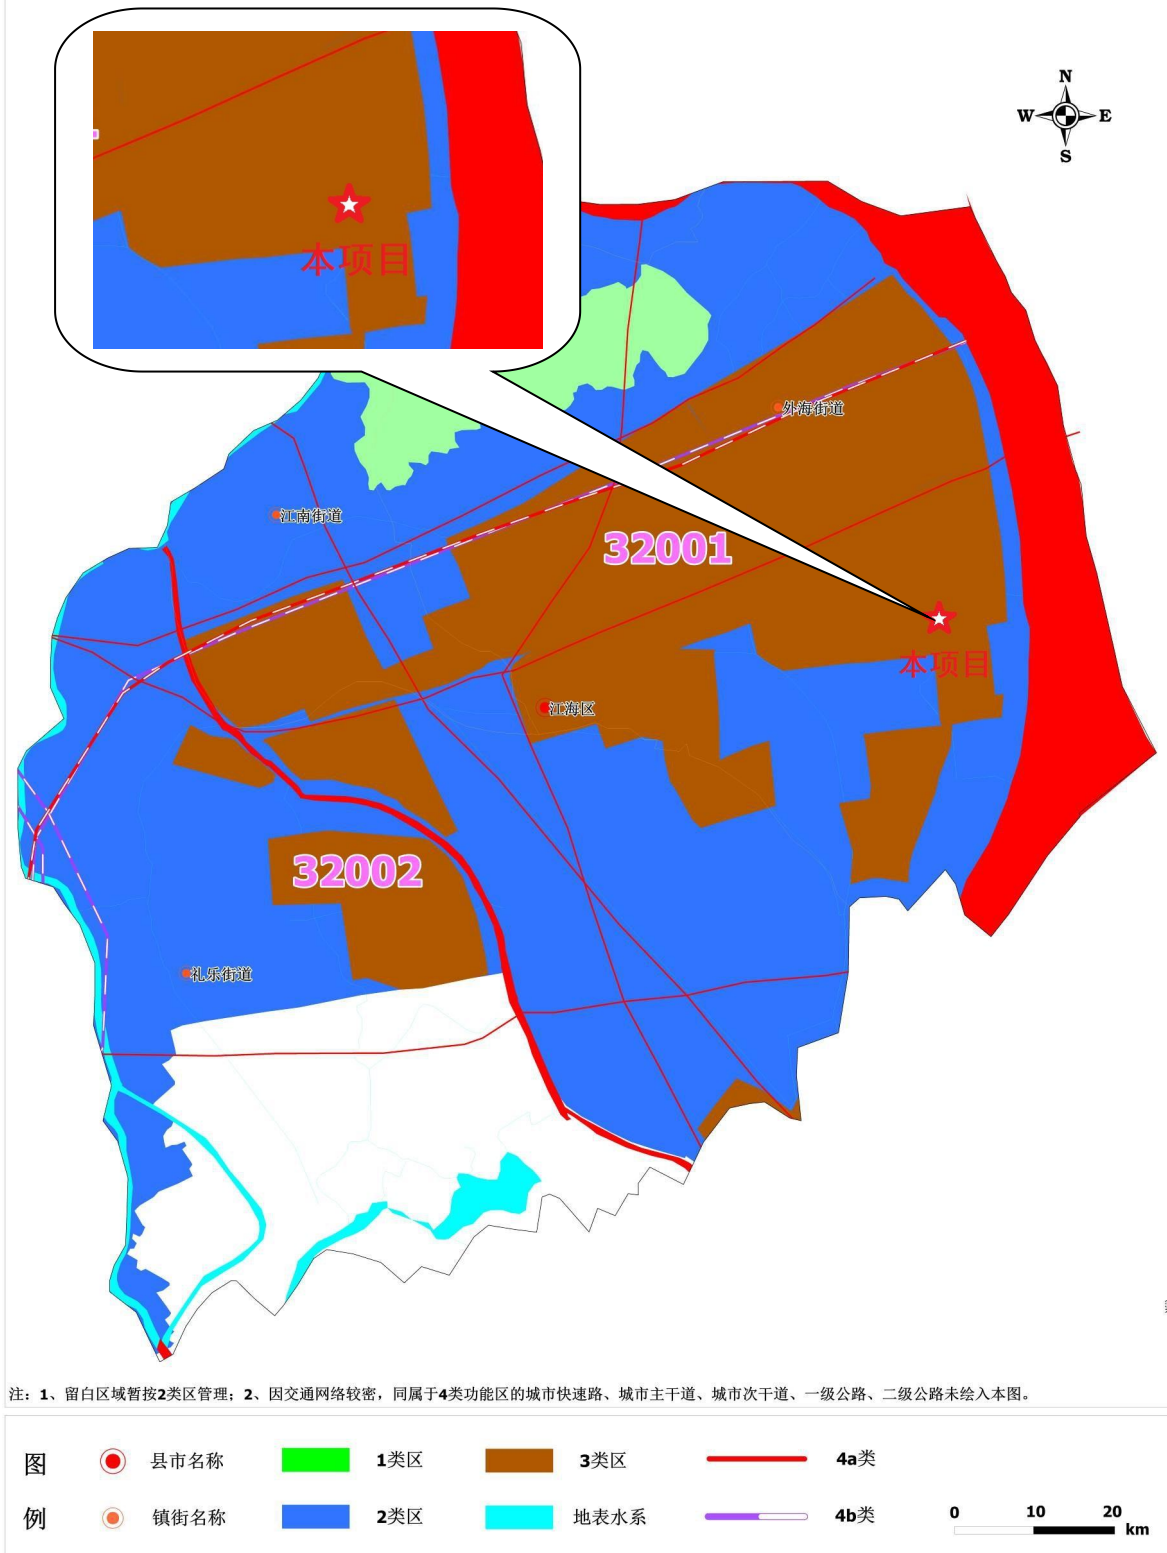 本项目
N
W E
S
外海街道
江南街道
32001
本项目
江海区
32002
礼乐街道
注：1、留白区域暂按2类区管理；2、因交通网络较密，同属于4类功能区的城市快速路、城市主干道、城市次干道、一级公路、二级公路未绘入本图。
图 县市名称 1类区 3类区 4a类
例 镇街名称 2类区 地表水系 4b类
0 10 20 km